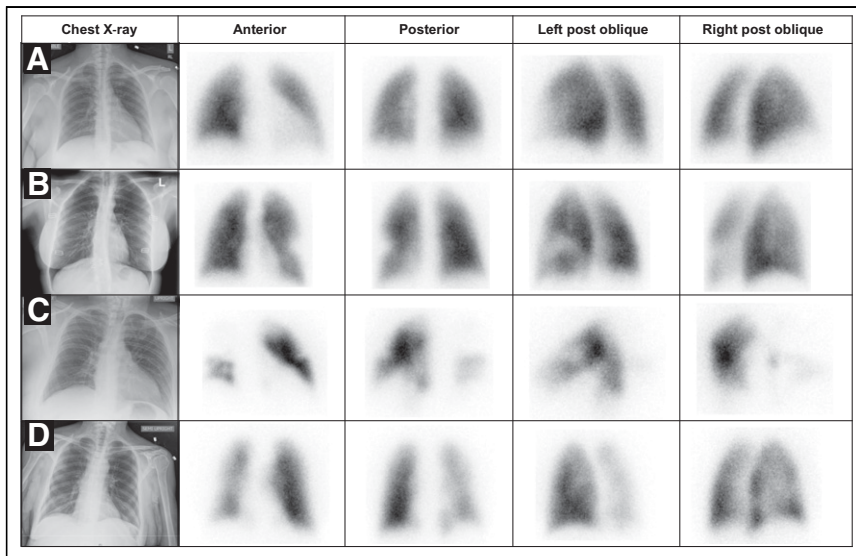 Chest X-ray Anterior Posterior Left post oblique Right post oblique
A
L
B
L
C
D